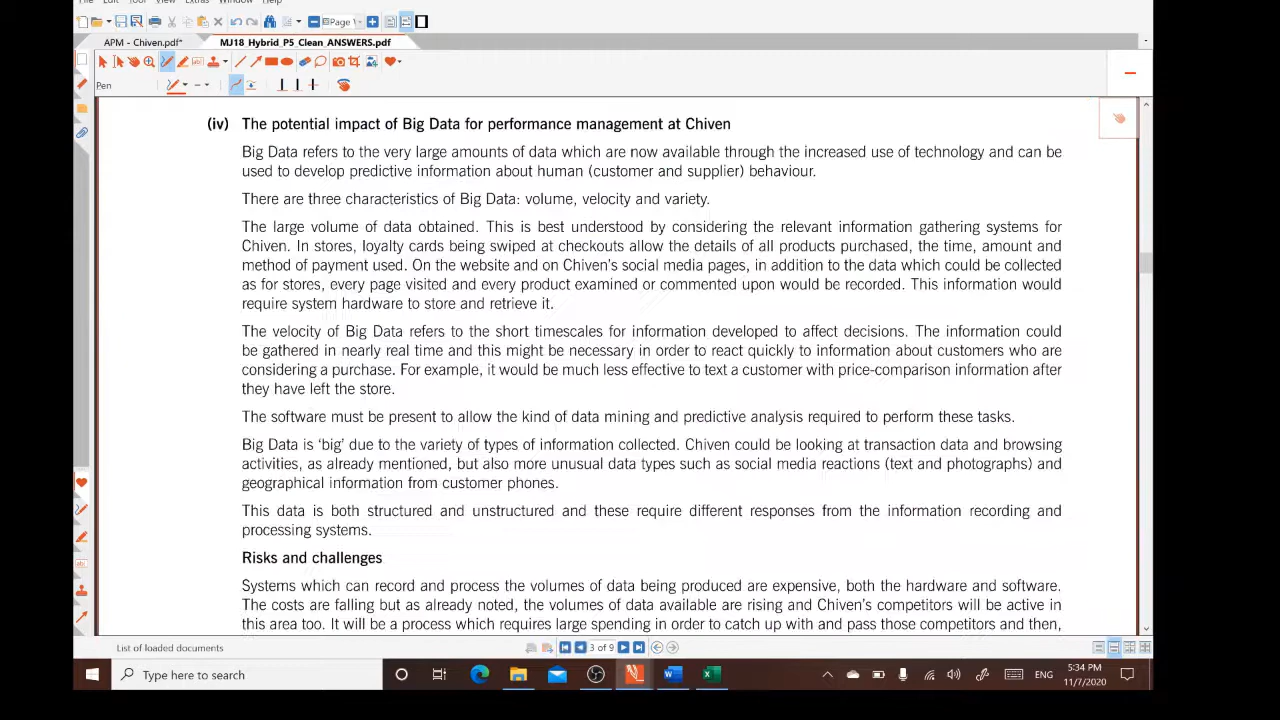 File Edit Tool View Extras Window Help
Page
APM - Chiven.pdf*
MJ18_Hybrid_P5_Clean_ANSWERS.pdf
Pen
(iv) The potential impact of Big Data for performance management at Chiven
Big Data refers to the very large amounts of data which are now available through the increased use of technology and can be
used to develop predictive information about human (customer and supplier) behaviour.
There are three characteristics of Big Data: volume, velocity and variety.
The large volume of data obtained. This is best understood by considering the relevant information gathering systems for
Chiven. In stores, loyalty cards being swiped at checkouts allow the details of all products purchased, the time, amount and
method of payment used. On the website and on Chiven's social media pages, in addition to the data which could be collected
as for stores, every page visited and every product examined or commented upon would be recorded. This information would
require system hardware to store and retrieve it.
The velocity of Big Data refers to the short timescales for information developed to affect decisions. The information could
be gathered in nearly real time and this might be necessary in order to react quickly to information about customers who are
considering a purchase. For example, it would be much less effective to text a customer with price-comparison information after
they have left the store.
The software must be present to allow the kind of data mining and predictive analysis required to perform these tasks.
Big Data is 'big' due to the variety of types of information collected. Chiven could be looking at transaction data and browsing
activities, as already mentioned, but also more unusual data types such as social media reactions (text and photographs) and
geographical information from customer phones.
This data is both structured and unstructured and these require different responses from the information recording and
processing systems.
Risks and challenges
Systems which can record and process the volumes of data being produced are expensive, both the hardware and software.
The costs are falling but as already noted, the volumes of data available are rising and Chiven's competitors will be active in
this area too. It will be a process which requires large spending in order to catch up with and pass those competitors and then,
List of loaded documents
3 of 9
Type here to search
ENG
5:34 PM
11/7/2020